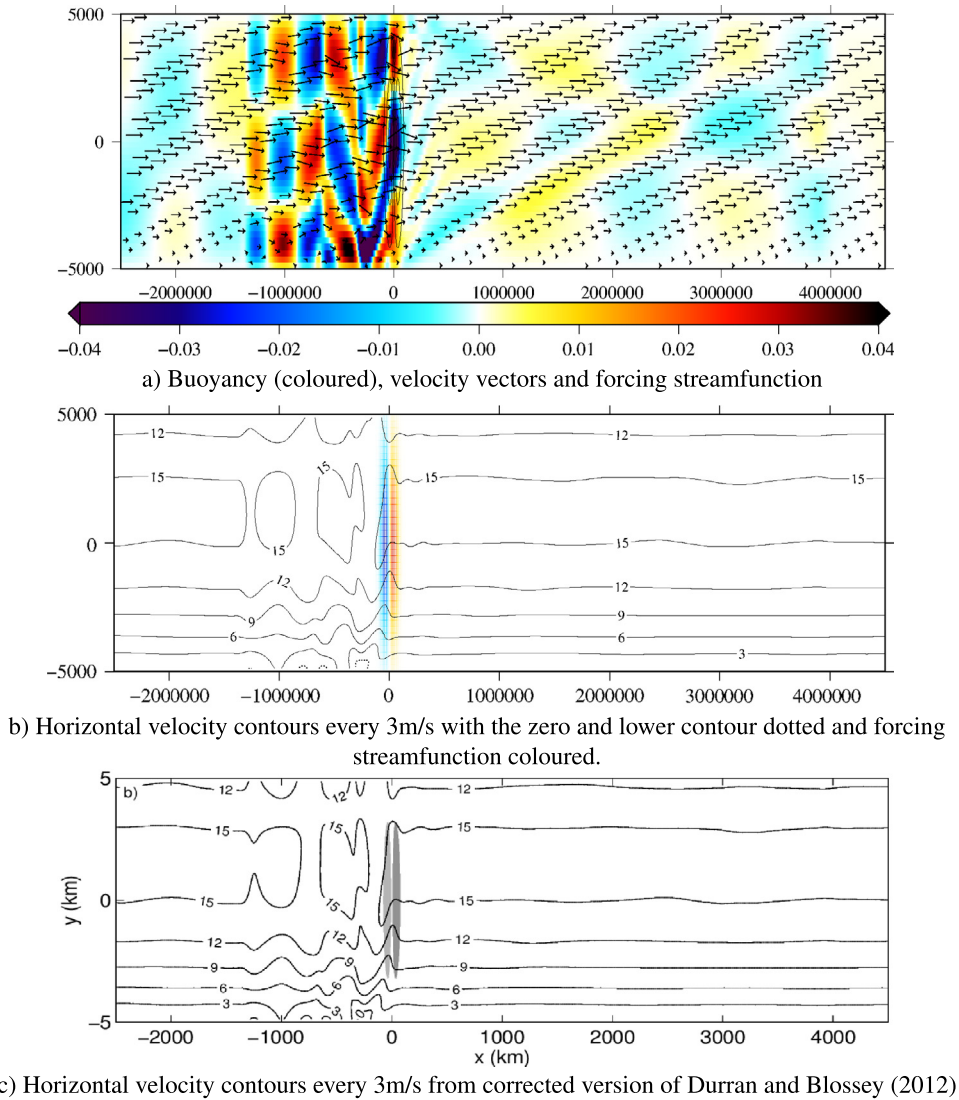 5000
0
−5000
−2000000 −1000000 0 1000000 2000000 3000000 4000000
−0.04 −0.03 −0.02 −0.01 0.00 0.01 0.02 0.03 0.04
a) Buoyancy (coloured), velocity vectors and forcing streamfunction
5000
12 12
15 15 15 15
0
15 15
12 12
9 9
6 6
3
−5000
−2000000 −1000000 0 1000000 2000000 3000000 4000000
b) Horizontal velocity contours every 3m/s with the zero and lower contour dotted and forcing
streamfunction coloured.
5
b) 12 12 12
15 15 15
y (km)
0
15 15 15
12 12 12
9 9 9
6 6 6
3 3 3
−5
−2000 −1000 0 1000 2000 3000 4000
x (km)
c) Horizontal velocity contours every 3m/s from corrected version of Durran and Blossey (2012)